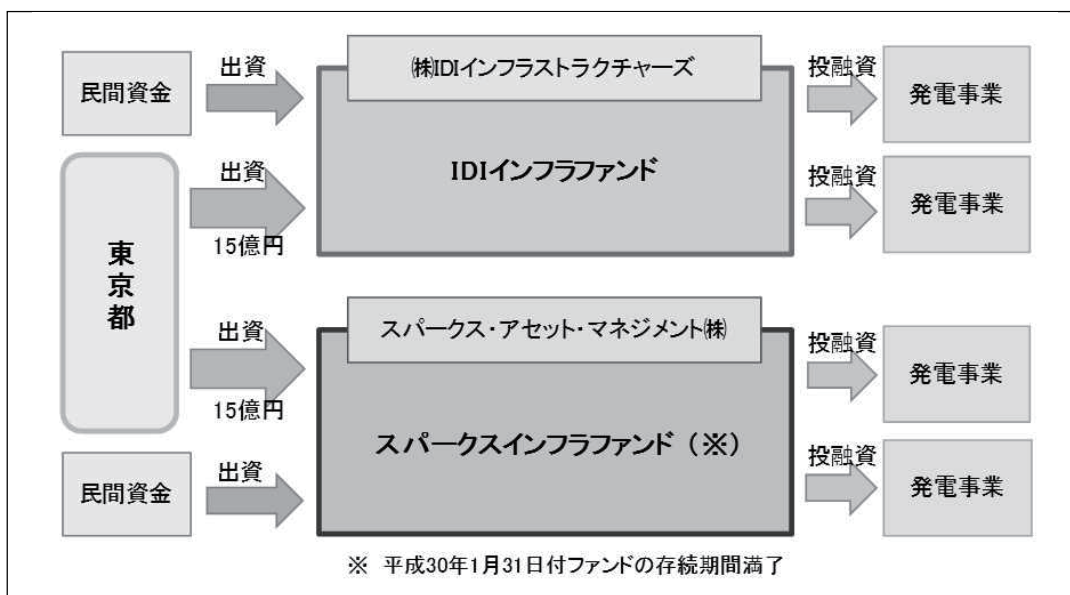 民間資金
出資
㈱IDIインフラストラクチャーズ
投融資
発電事業
IDIインフラファンド
出資
15億円
投融資
発電事業
東京都
出資
15億円
スパークス・アセット・マネジメント㈱
投融資
発電事業
スパークスインフラファンド（※）
民間資金
出資
投融資
発電事業
※ 平成30年1月31日付ファンドの存続期間満了